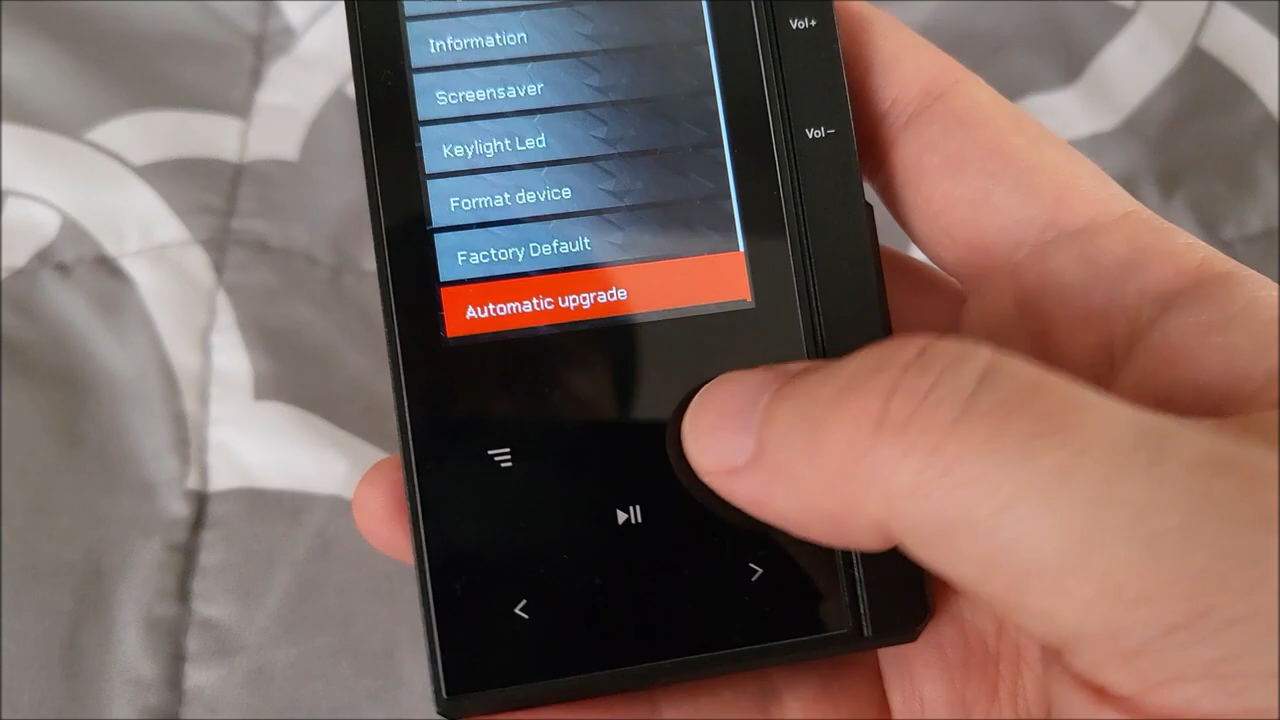 Information
Screensaver
Keylight Led
Format device
Factory Default
Automatic upgrade
Vol+
Vol−